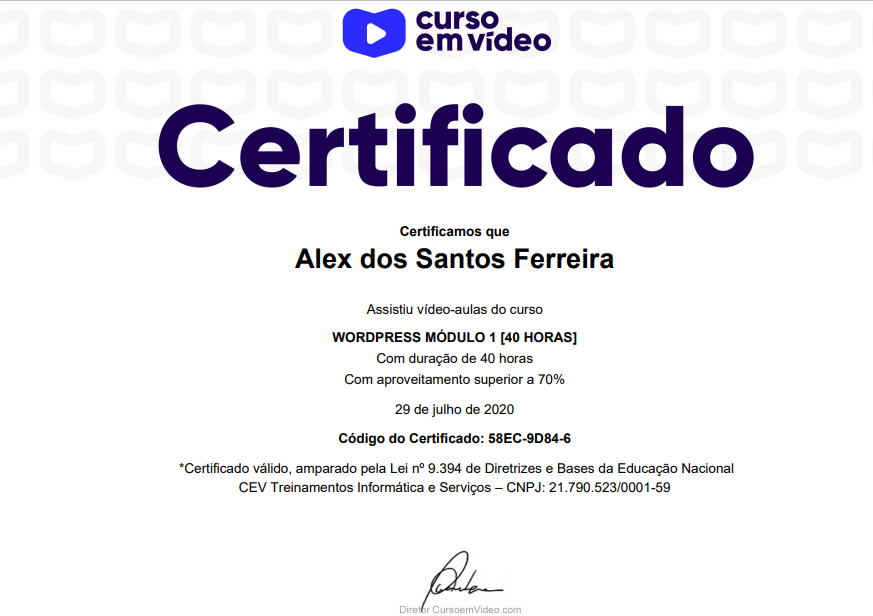 curso
em vídeo
Certificado
Certificamos que
Alex dos Santos Ferreira
Assistiu vídeo-aulas do curso
WORDPRESS MÓDULO 1 [40 HORAS]
Com duração de 40 horas
Com aproveitamento superior a 70%
29 de julho de 2020
Código do Certificado: 58EC-9D84-6
*Certificado válido, amparado pela Lei nº 9.394 de Diretrizes e Bases da Educação Nacional
CEV Treinamentos Informática e Serviços – CNPJ: 21.790.523/0001-59
Diretor CursoemVideo.com